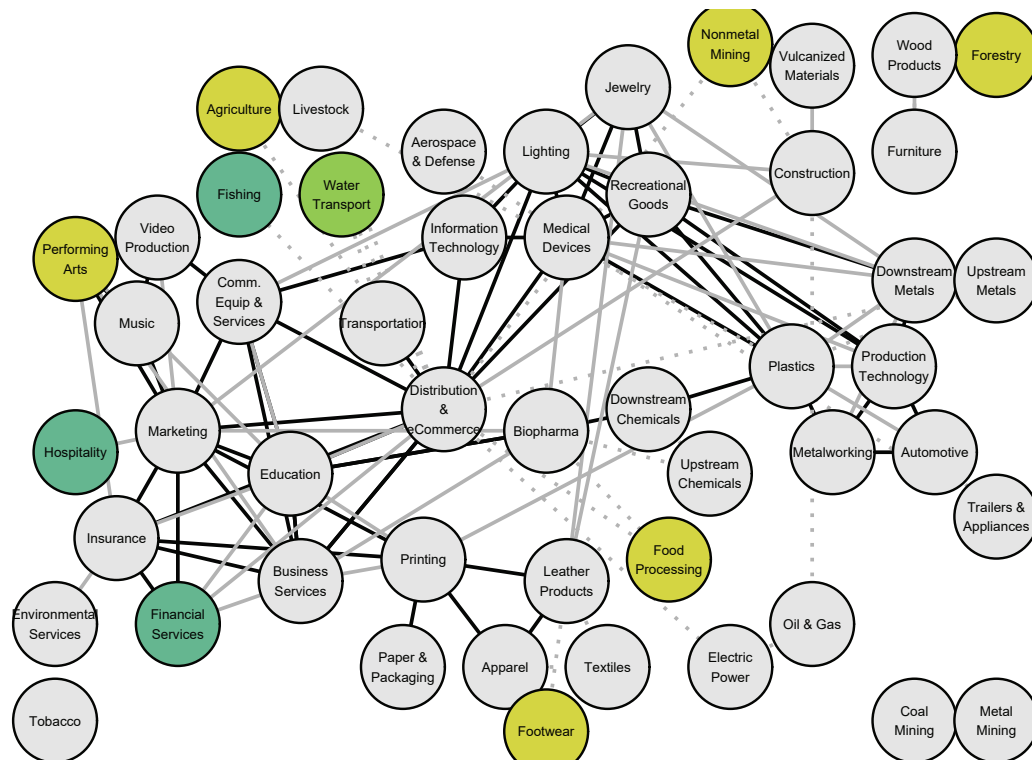 Nonmetal
Mining
Vulcanized
Materials
Wood
Products
Forestry
Jewelry
Agriculture
Livestock
Aerospace
& Defense
Lighting
Furniture
Construction
Fishing
Water
Transport
Recreational
Goods
Video
Production
Information
Technology
Medical
Devices
Performing
Arts
Comm.
Equip &
Services
Downstream
Metals
Upstream
Metals
Music
Transportation
Plastics
Production
Technology
Distribution &
eCommerce
Downstream
Chemicals
Marketing
Biopharma
Hospitality
Education
Upstream
Chemicals
Metalworking
Automotive
Trailers &
Appliances
Insurance
Printing
Food
Processing
Business
Services
Leather
Products
Environmental
Services
Financial
Services
Oil & Gas
Paper &
Packaging
Apparel
Textiles
Electric
Power
Tobacco
Footwear
Coal
Mining
Metal
Mining